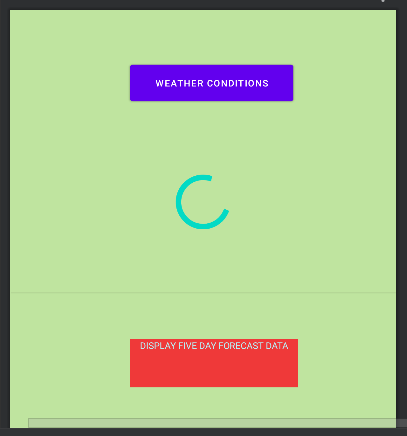 WEATHER CONDITIONS
DISPLAY FIVE DAY FORECAST DATA